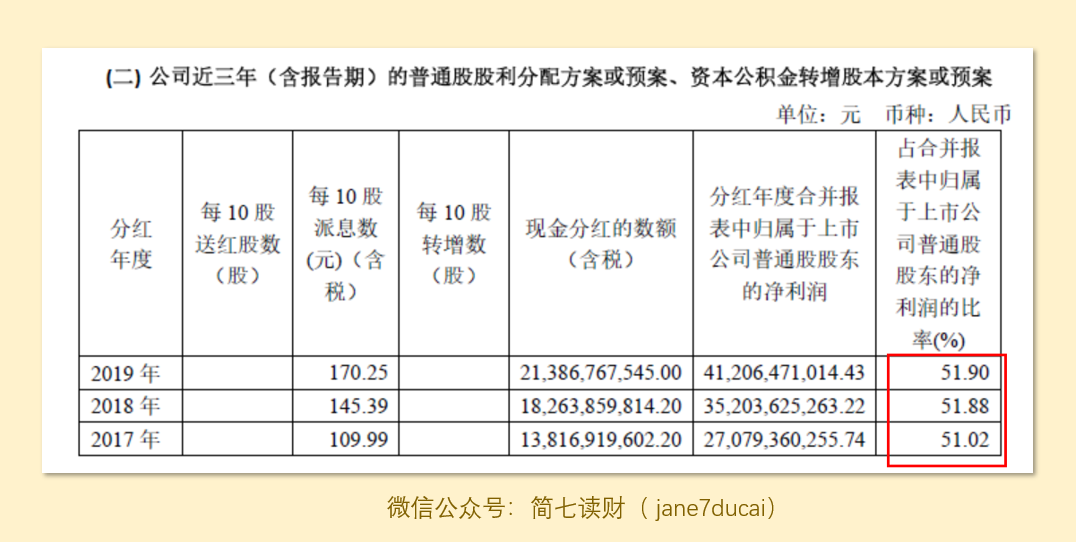 (二) 公司近三年（含报告期）的普通股股利分配方案或预案、资本公积金转增股本方案或预案
单位：元 币种：人民币
分红
年度
每 10 股
送红股数
（股）
每 10 股
派息数
(元)（含
税）
每 10 股
转增数
（股）
现金分红的数额
（含税）
分红年度合并报
表中归属于上市
公司普通股股东
的净利润
占合并报
表中归属
于上市公
司普通股
股东的净
利润的比
率(%)
2019 年 170.25 21,386,767,545.00 41,206,471,014.43 51.90
2018 年 145.39 18,263,859,814.20 35,203,625,263.22 51.88
2017 年 109.99 13,816,919,602.20 27,079,360,255.74 51.02
微信公众号：简七读财（ jane7ducai）